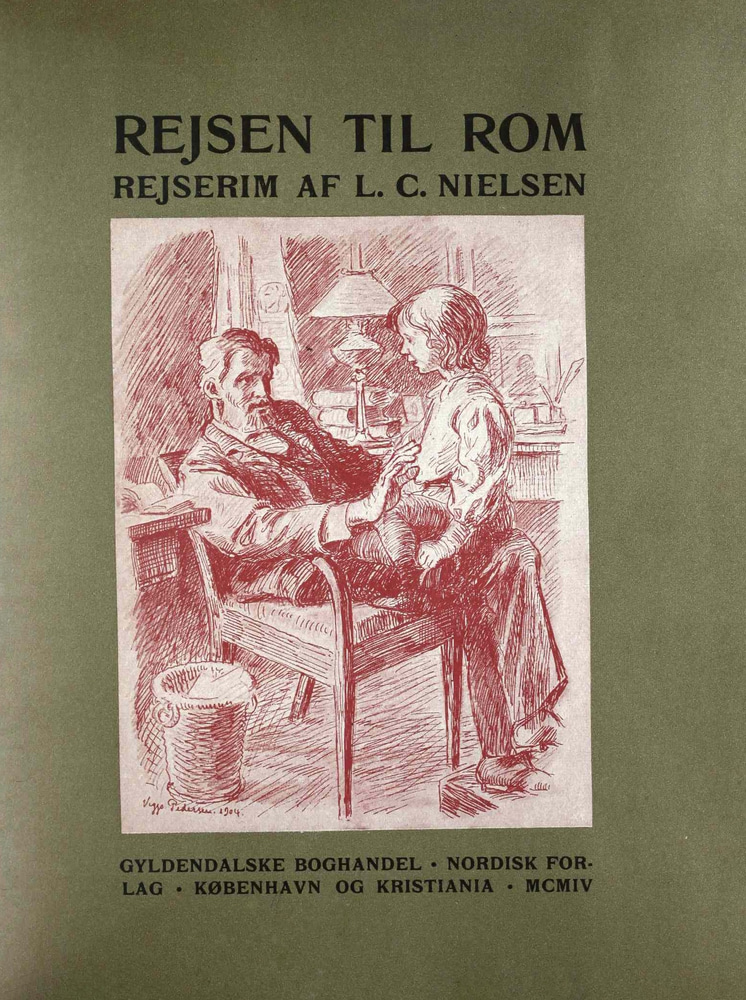 REJSEN TIL ROM
REJSERIM AF L. C. NIELSEN
Viggo Pedersen. 1904.
GYLDENDALSKE BOGHANDEL · NORDISK FOR-
LAG · KØBENHAVN OG KRISTIANIA · MCMIV